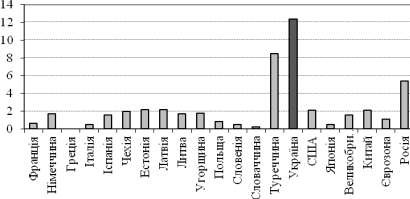 14
12
10
8
6
4
2
0
Франція
Німеччина
Греція
Італія
Іспанія
Чехія
Естонія
Латвія
Литва
Угорщина
Польща
Словенія
Словаччина
Туреччина
Україна
США
Японія
Великобрн.
Китай
Єврозона
Росія